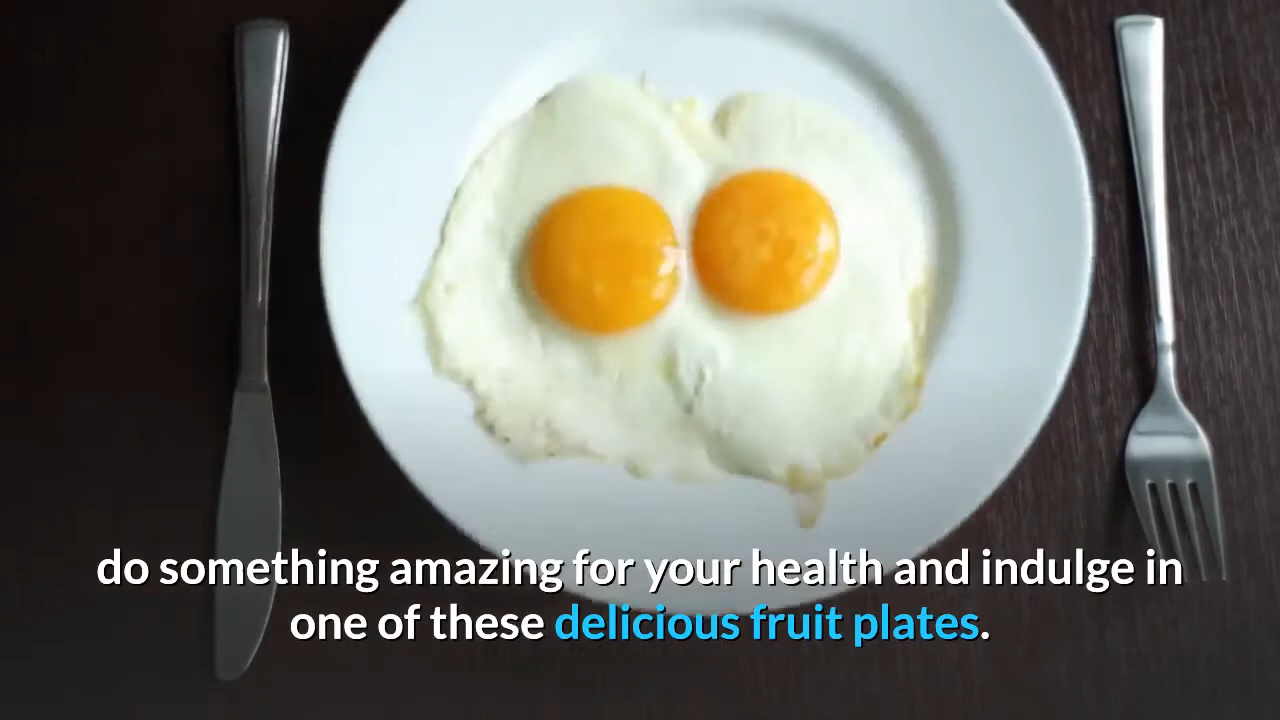 do something amazing for your health and indulge in
one of these delicious fruit plates.